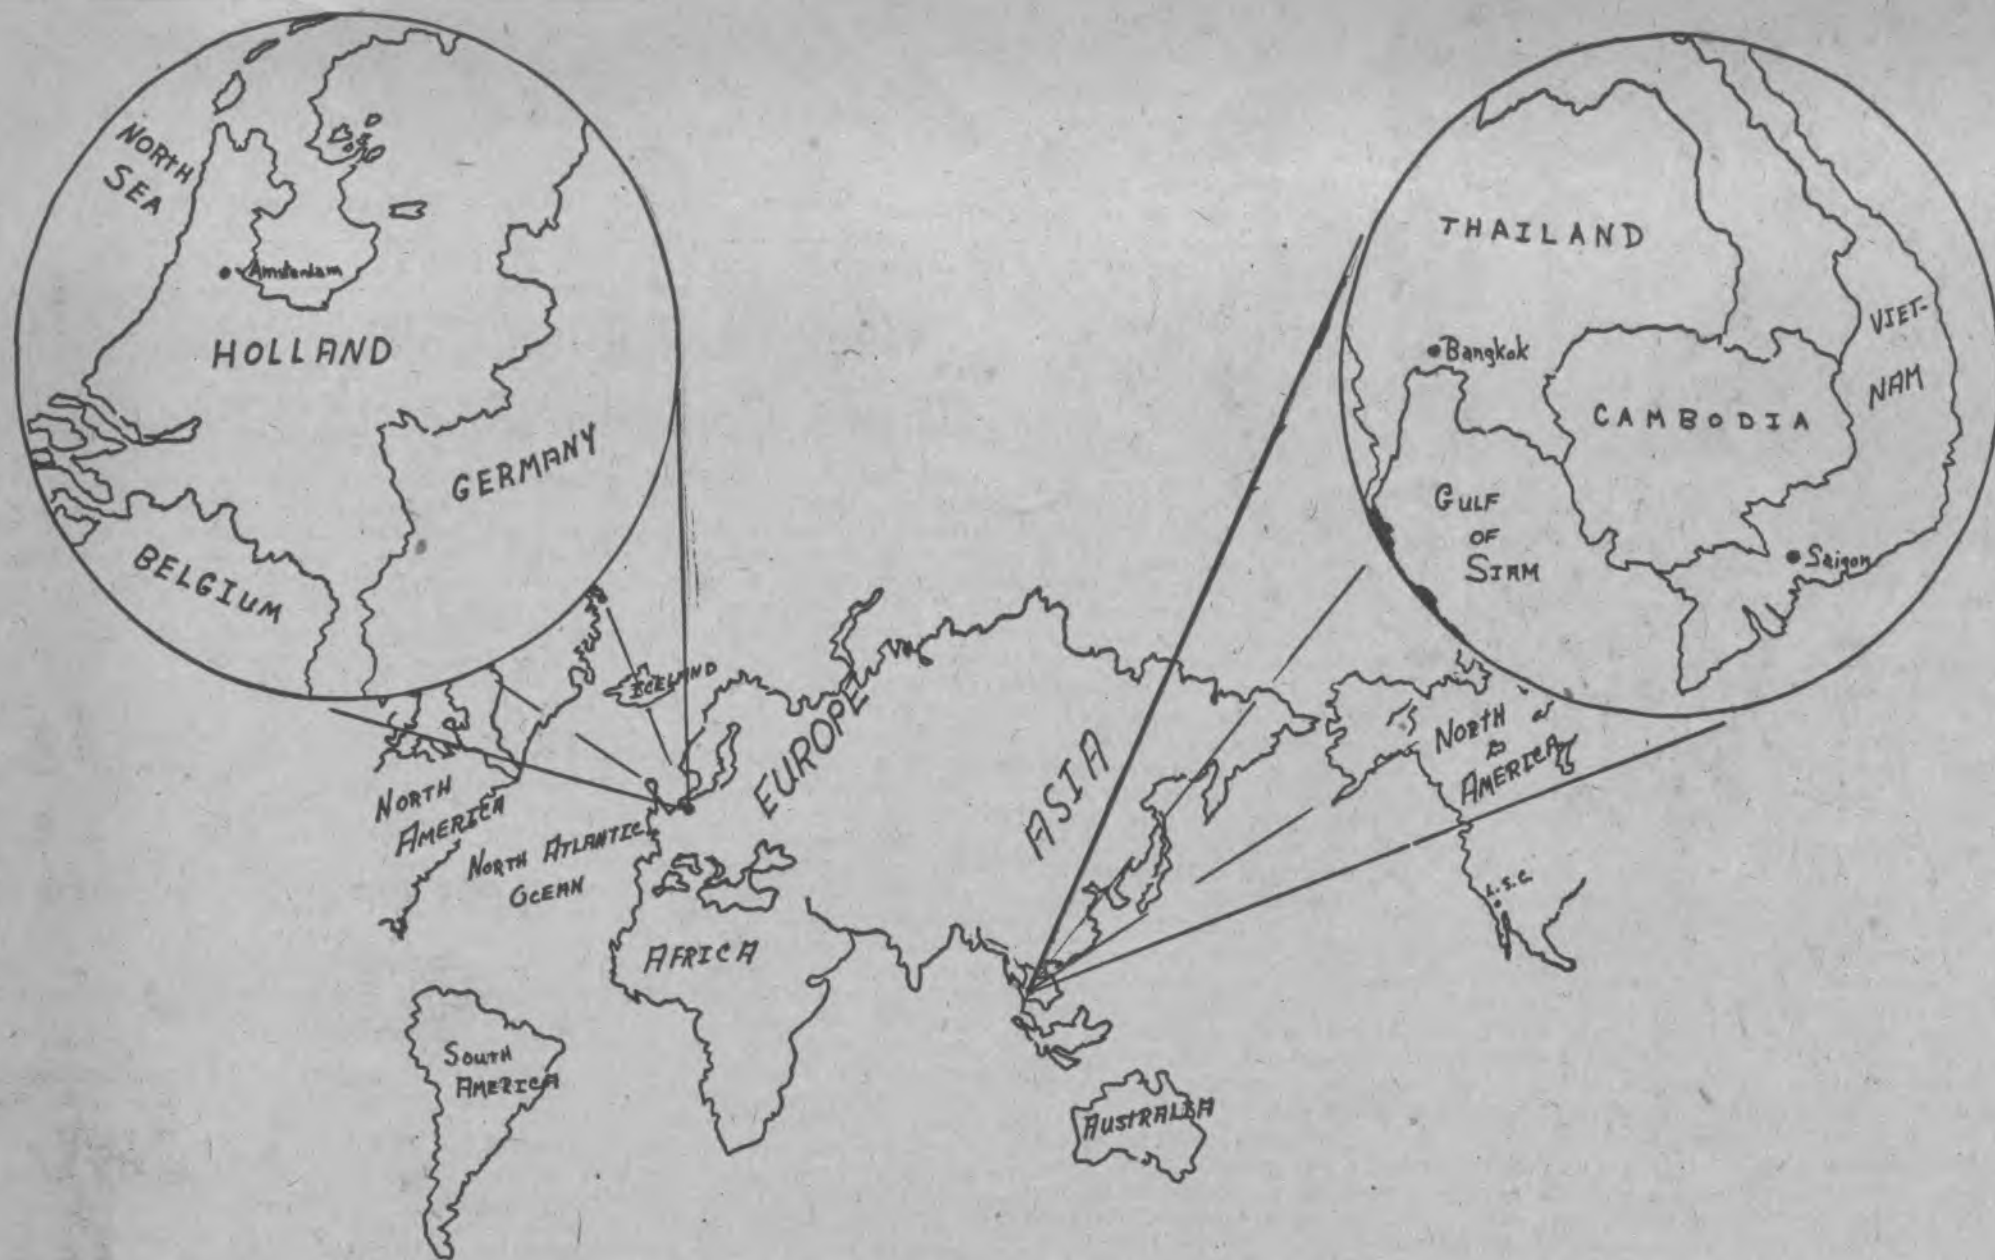 NORTH
SEA
Amsterdam
HOLLAND
GERMANY
BELGIUM
THAILAND
Bangkok
VIET-
NAM
CAMBODIA
GULF
OF
SIAM
Saigon
ICELAND
EUROPE
ASIA
NORTH
AMERICA
NORTH ATLANTIC
OCEAN
NORTH
AMERICA
L.S.C.
AFRICA
SOUTH
AMERICA
AUSTRALIA